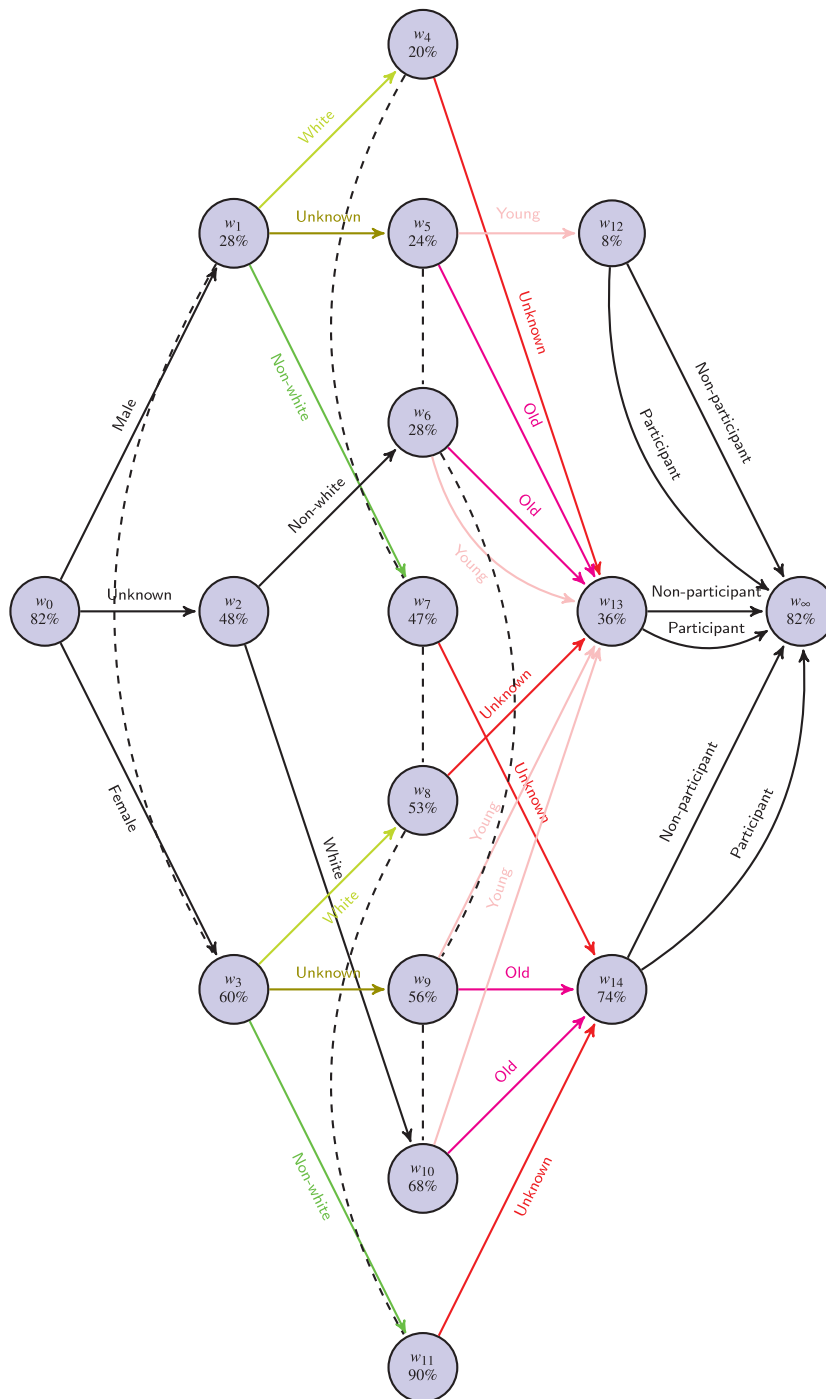 w4
20%
White
w1
28%
Unknown
w5
24%
Young
w12
8%
Unknown
Non-white
Male
Old
Participant
Non-participant
w6
28%
Non-white
Old
Young
w0
82%
Unknown
w2
48%
w7
47%
w13
36%
Non-participant
Participant
w∞
82%
Unknown
Female
w8
53%
Unknown
Young
Non-participant
Participant
White
Young
White
w3
60%
Unknown
w9
56%
Old
w14
74%
Old
w10
68%
Non-white
Unknown
w11
90%